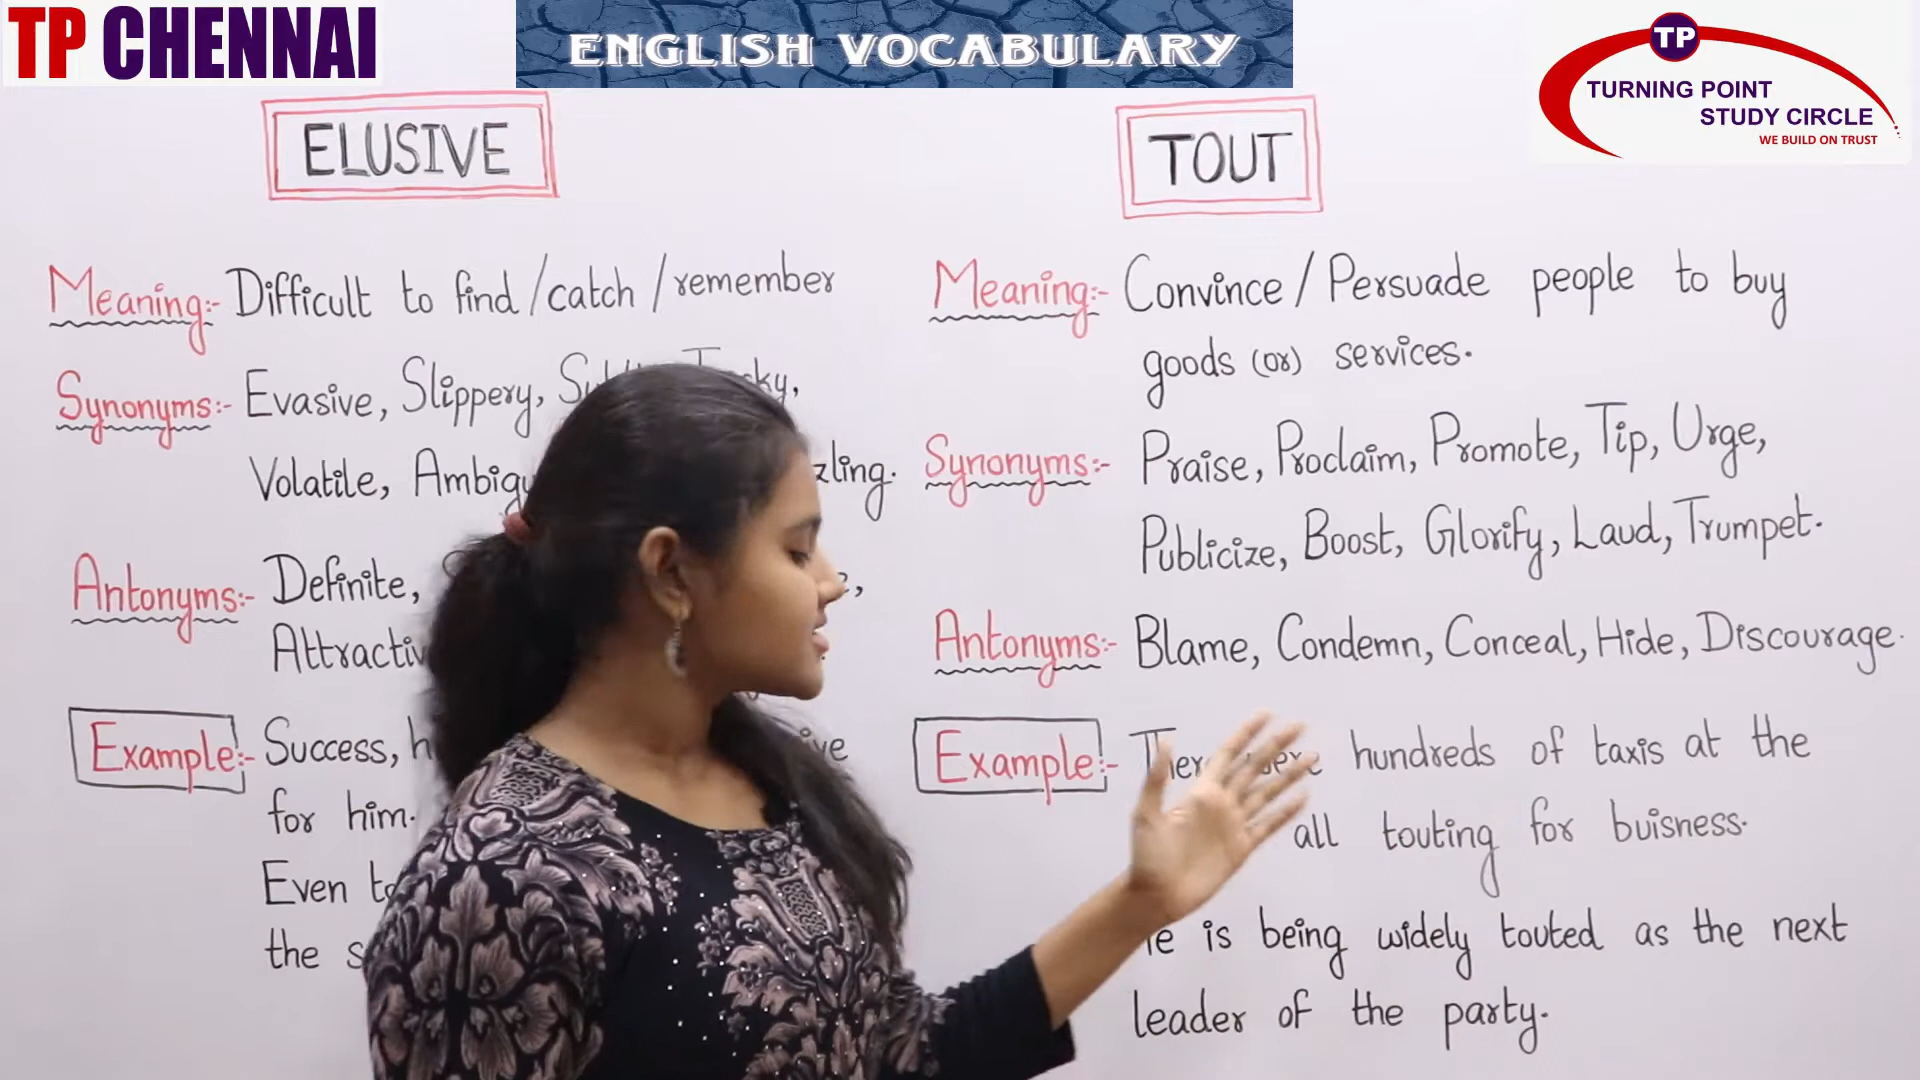 TP CHENNAI
ENGLISH VOCABULARY
TP
TURNING POINT
STUDY CIRCLE
WE BUILD ON TRUST
ELUSIVE
Meaning:- Difficult to find /catch /remember
Synonyms:- Evasive, Slippery,
Volatile,
Antonyms:- Definite,
Example:- Success,
for him.
Even
the
TOUT
Meaning:- Convince / Persuade people to buy
goods (or) services.
Synonyms:- Praise, Proclaim, Promote, Tip, Urge,
Publicize, Boost, Glorify, Laud, Trumpet.
Antonyms:- Blame, Condemn, Conceal, Hide, Discourage.
Example:- hundreds of taxis at the
all touting for buisness.
is being widely touted as the next
leader of the party.